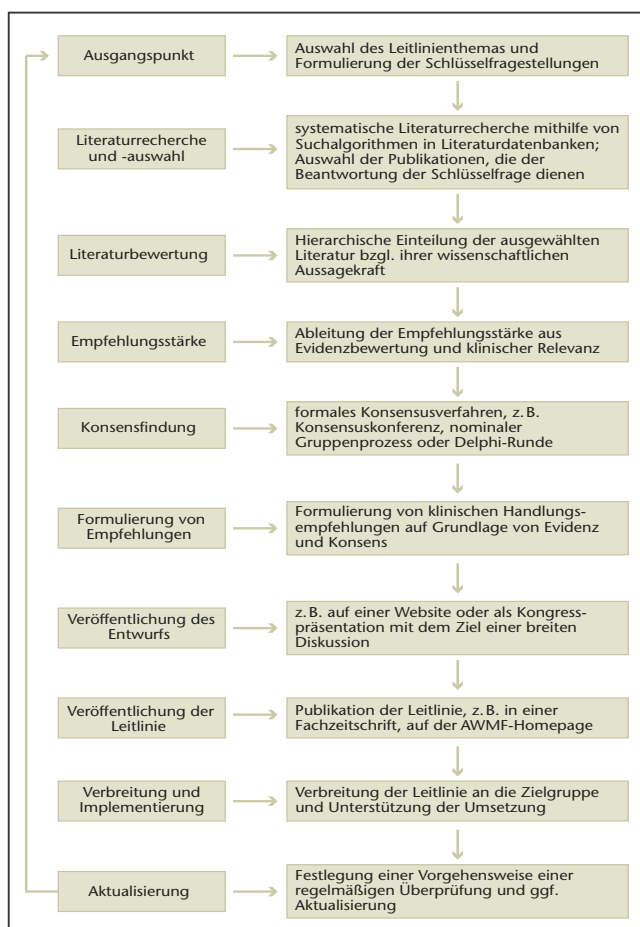 Ausgangspunkt
Auswahl des Leitlinienthemas und
Formulierung der Schlüsselfragestellungen
Literaturrecherche
und -auswahl
systematische Literaturrecherche mithilfe von
Suchalgorithmen in Literaturdatenbanken;
Auswahl der Publikationen, die der
Beantwortung der Schlüsselfrage dienen
Literaturbewertung
Hierarchische Einteilung der ausgewählten
Literatur bzgl. ihrer wissenschaftlichen
Aussagekraft
Empfehlungsstärke
Ableitung der Empfehlungsstärke aus
Evidenzbewertung und klinischer Relevanz
Konsensfindung
formales Konsensusverfahren, z.B.
Konsensuskonferenz, nominaler
Gruppenprozess oder Delphi-Runde
Formulierung von
Empfehlungen
Formulierung von klinischen Handlungs-
empfehlungen auf Grundlage von Evidenz
und Konsens
Veröffentlichung des
Entwurfs
z.B. auf einer Website oder als Kongress-
präsentation mit dem Ziel einer breiten
Diskussion
Veröffentlichung der
Leitlinie
Publikation der Leitlinie, z.B. in einer
Fachzeitschrift, auf der AWMF-Homepage
Verbreitung und
Implementierung
Verbreitung der Leitlinie an die Zielgruppe
und Unterstützung der Umsetzung
Aktualisierung
Festlegung einer Vorgehensweise einer
regelmäßigen Überprüfung und ggf.
Aktualisierung